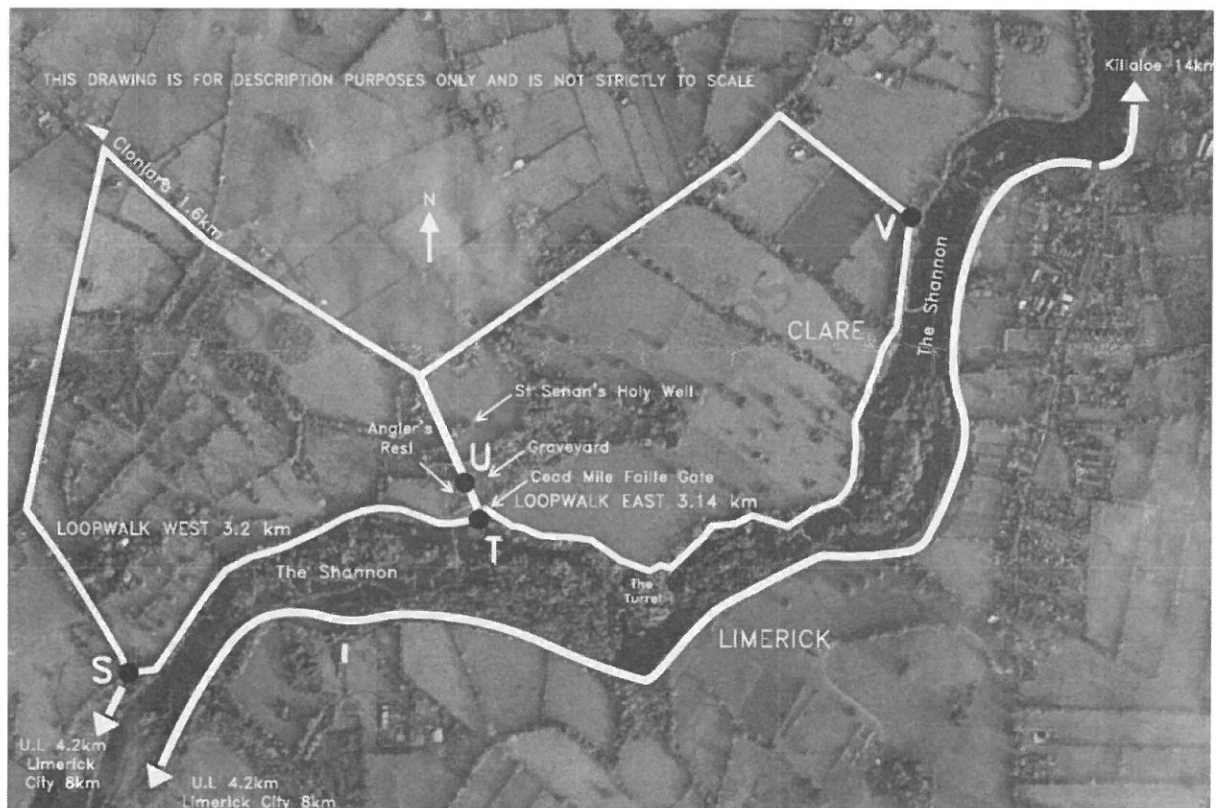 THIS DRAWING IS FOR DESCRIPTION PURPOSES ONLY AND IS NOT STRICTLY TO SCALE
Killaloe 14km
Clonlara 1.6km
N
V
The Shannon
CLARE
St Senan's Holy Well
Angler's
Rest
U
Graveyard
Cead Mile Failte Gate
LOOPWALK EAST 3.14 km
LOOPWALK WEST 3.2 km
T
The Shannon
The
Turret
LIMERICK
S
U.L 4.2km
Limerick
City 8km
U.L 4.2km
Limerick City 8km